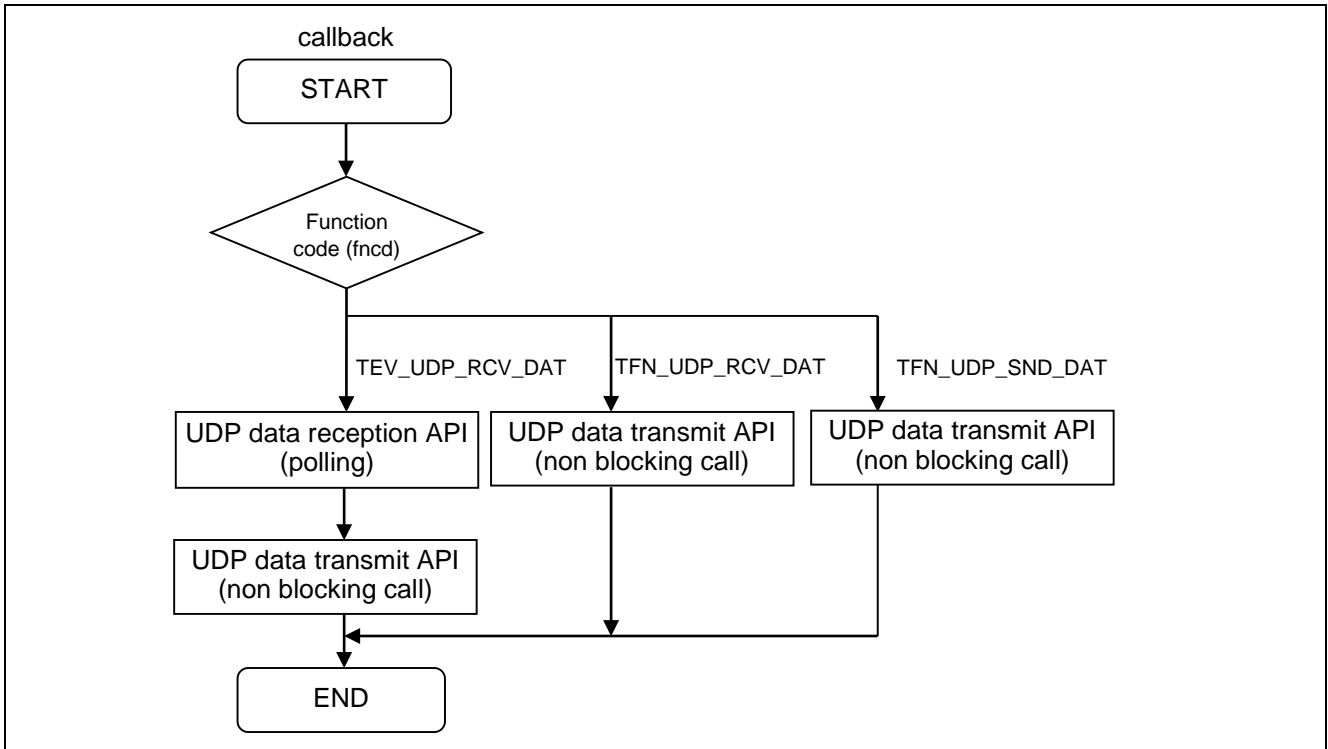 callback
START
Function
code (fncd)
TEV_UDP_RCV_DAT
TFN_UDP_RCV_DAT
TFN_UDP_SND_DAT
UDP data reception API
(polling)
UDP data transmit API
(non blocking call)
UDP data transmit API
(non blocking call)
UDP data transmit API
(non blocking call)
END